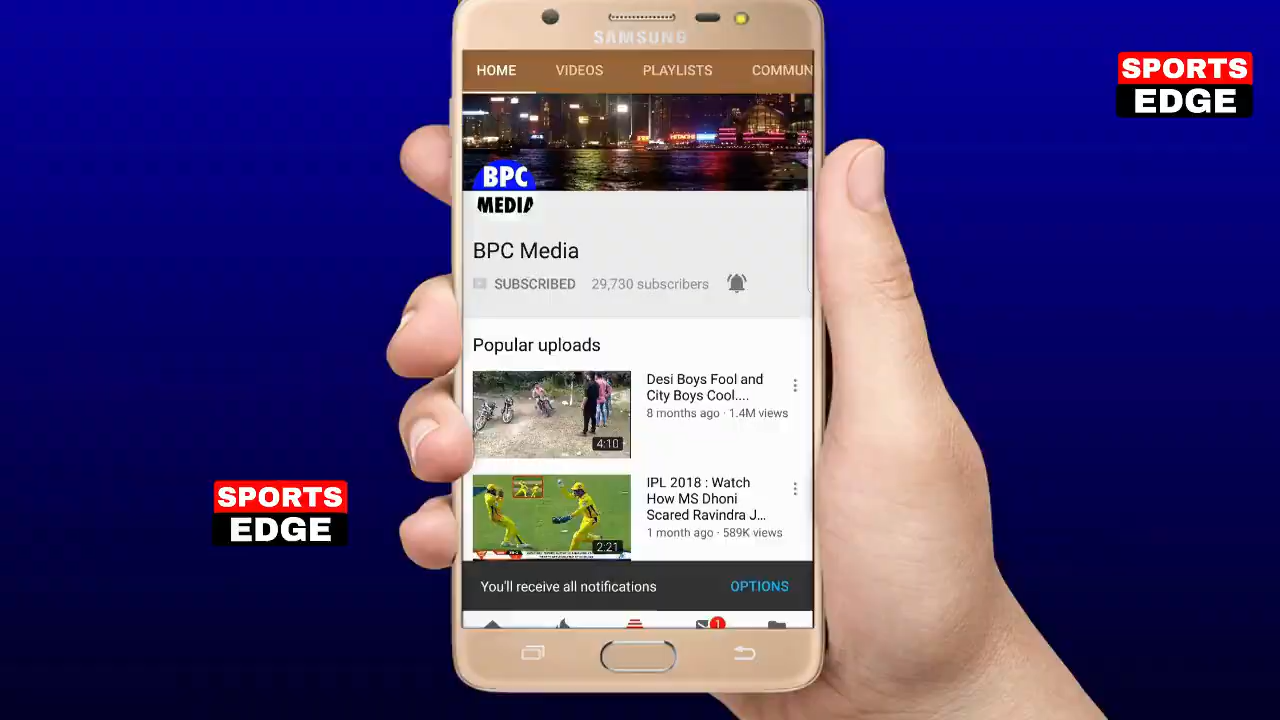 SAMSUNG
HOME VIDEOS PLAYLISTS COMMUN
SPORTS
EDGE
HITACHI
BPC
MEDIA
BPC Media
SUBSCRIBED 29,730 subscribers
Popular uploads
Desi Boys Fool and
City Boys Cool....
8 months ago · 1.4M views
4:10
IPL 2018 : Watch
How MS Dhoni
Scared Ravindra J...
1 month ago · 589K views
2:21
SPORTS
EDGE
You'll receive all notifications OPTIONS
1